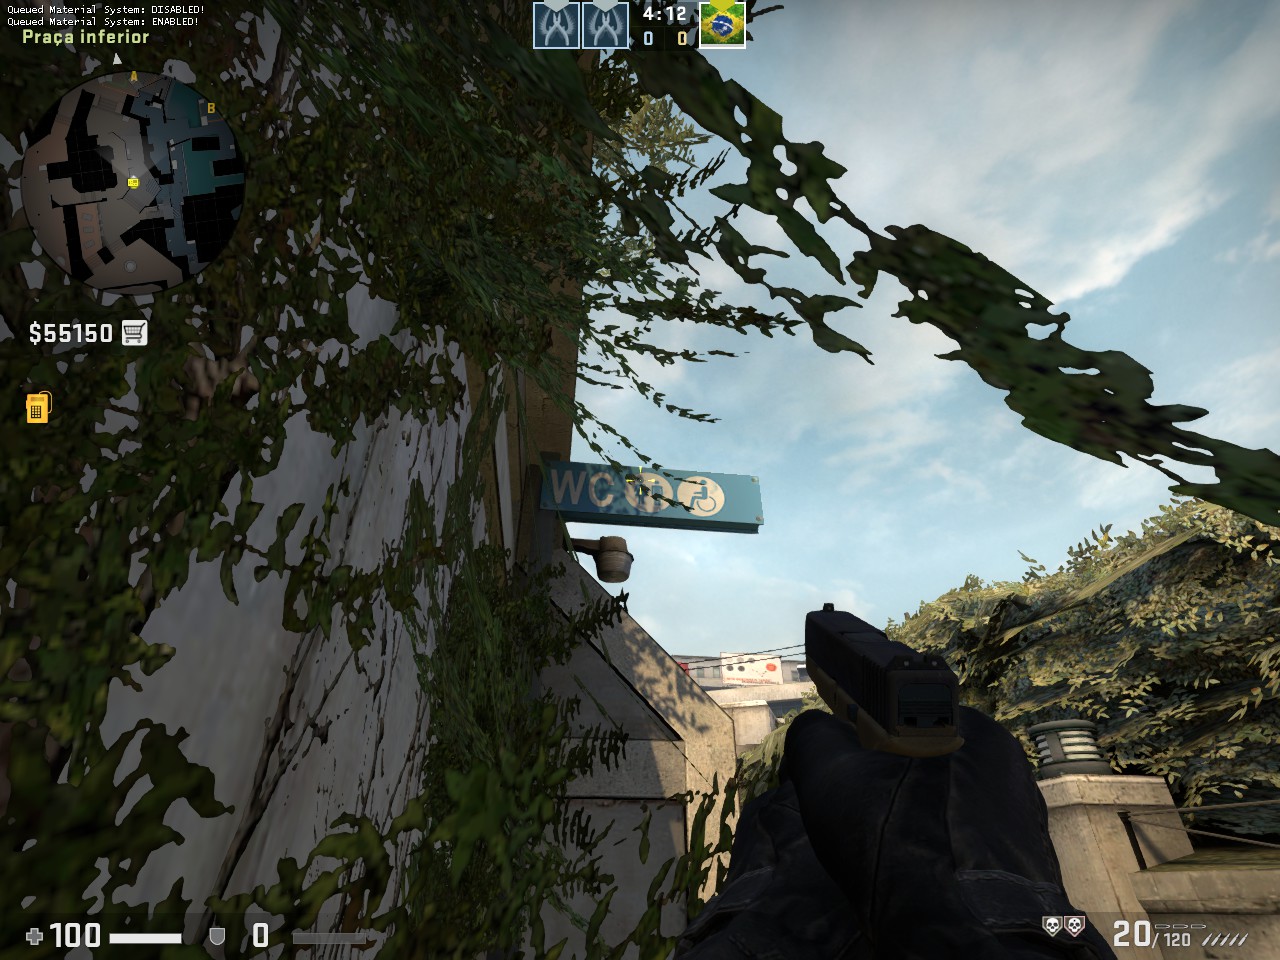 Queued Material System: DISABLED!
Queued Material System: ENABLED!
Praça inferior
4:12
0 0
A
B
$55150
WC
100
0
20/120